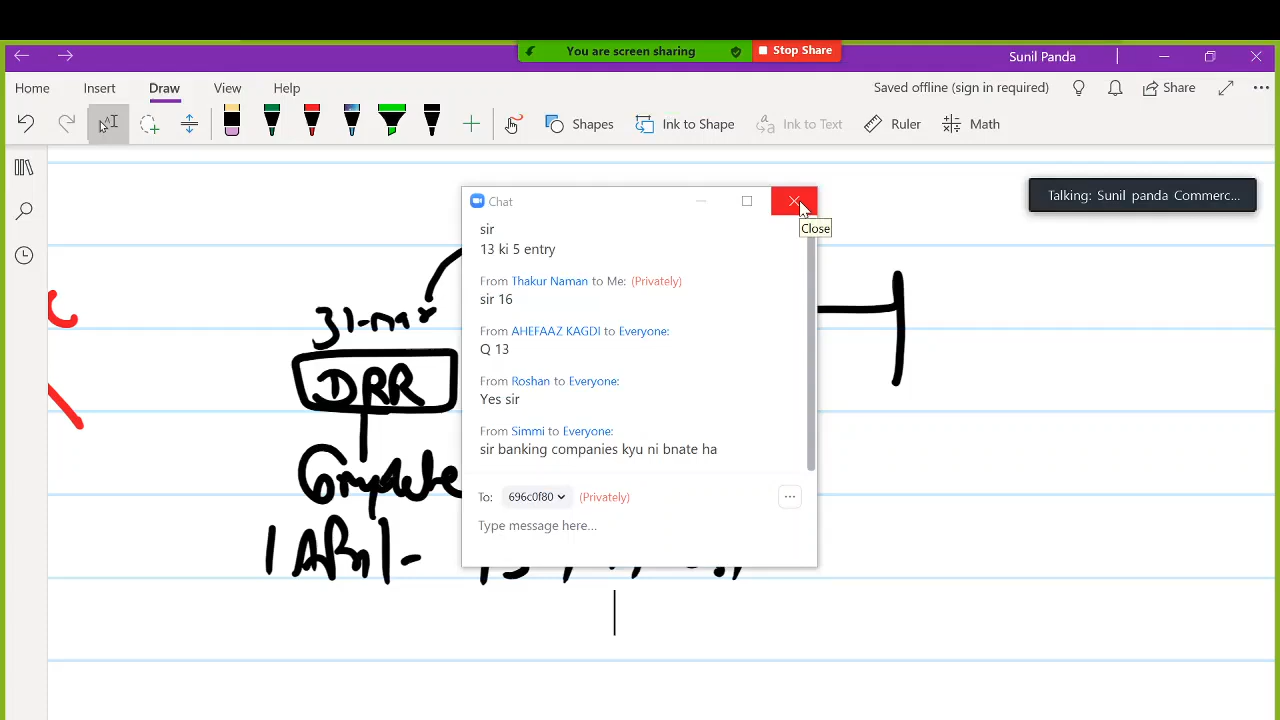 You are screen sharing
Stop Share
Sunil Panda
Home Insert Draw View Help
Saved offline (sign in required)
Share
Shapes
Ink to Shape
Ink to Text
Ruler
Math
Talking: Sunil panda Commerc...
Chat
Close
sir
13 ki 5 entry
From Thakur Naman to Me: (Privately)
sir 16
From AHEFAAZ KAGDI to Everyone:
Q 13
From Roshan to Everyone:
Yes sir
From Simmi to Everyone:
sir banking companies kyu ni bnate ha
To: 696c0f80 (Privately)
Type message here...
31-mar
DRR
1 April -